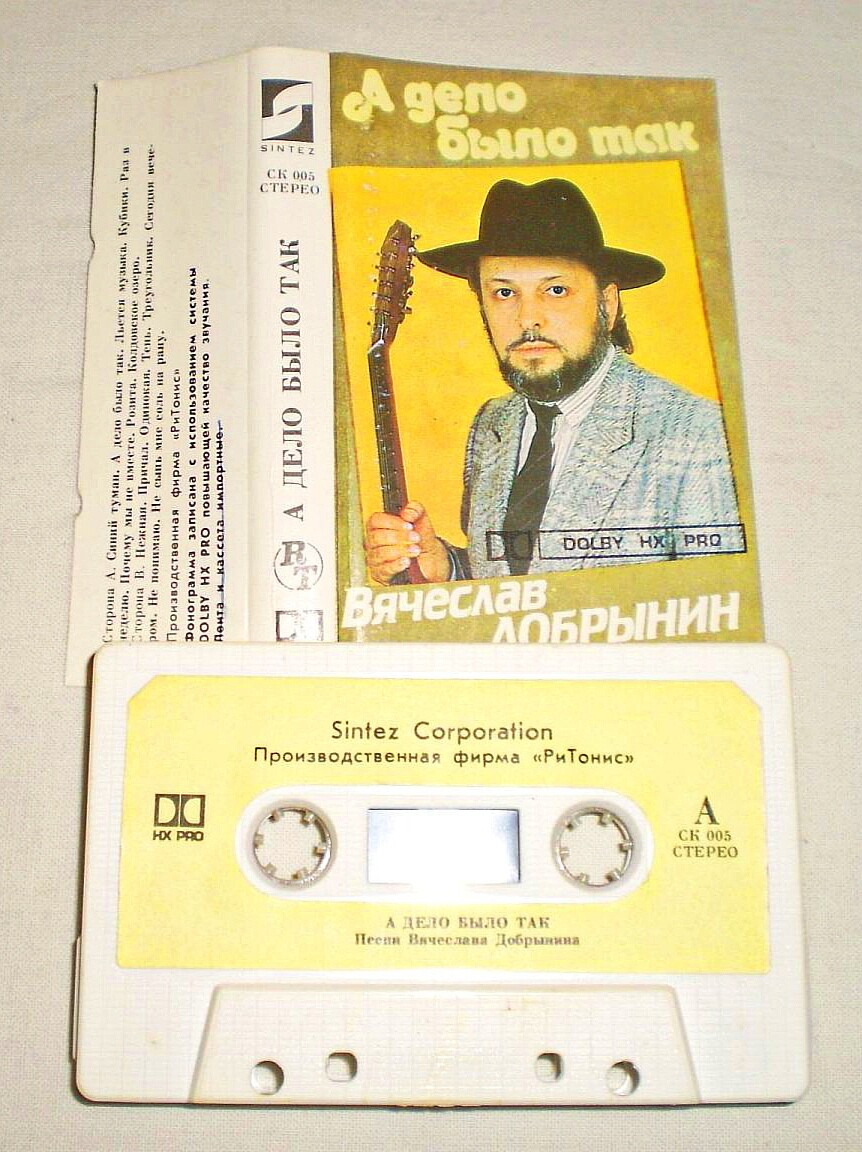 Сторона А. Синий туман. А дело было так. Льется музыка. Кубики. Раз в
неделю. Почему мы не вместе. Розита. Колдовское озеро.
Сторона В. Нежная. Причал. Одинокая. Тень. Треугольник. Сегодня вече-
ром. Не понимаю. Не сыпь мне соль на рану.
Производственная фирма «РиТонис»
Фонограмма записана с использованием системы
DOLBY HX PRO повышающей качество звучания.
Лента и кассета импортные.
SINTEZ
СК 005
СТЕРЕО
А ДЕЛО БЫЛО ТАК
RT
А дело
было так
DOLBY HX PRO
Вячеслав
ДОБРЫНИН
Sintez Corporation
Производственная фирма «РиТонис»
HX PRO
А
СК 005
СТЕРЕО
А ДЕЛО БЫЛО ТАК
Песни Вячеслава Добрынина